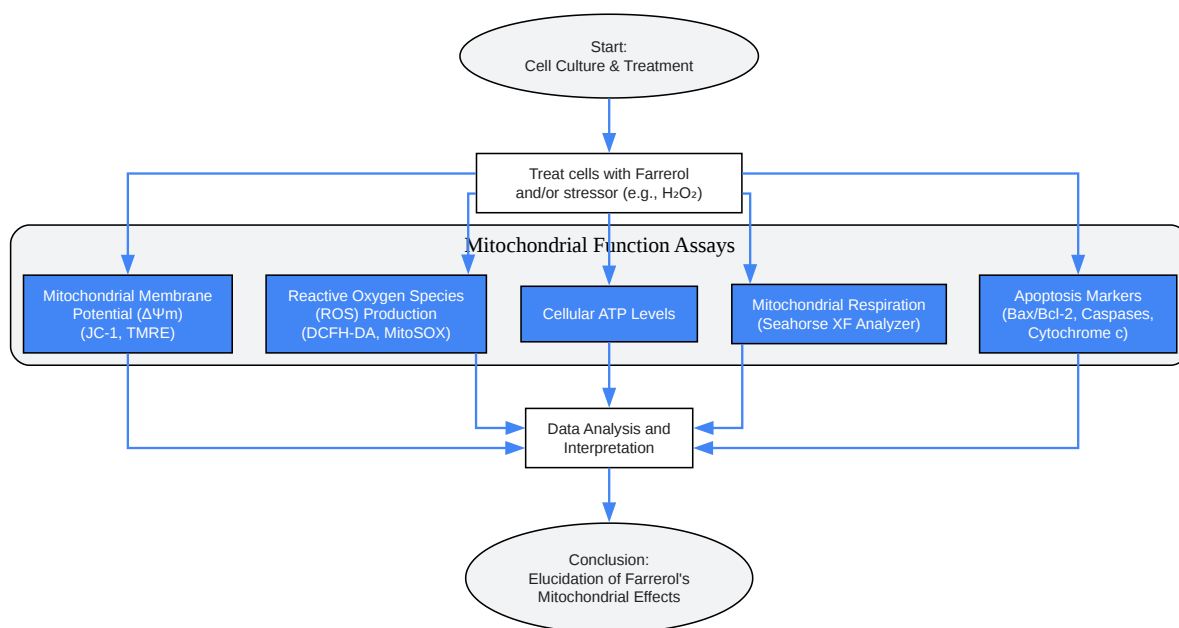 Start:
Cell Culture & Treatment
Treat cells with Farrerol
and/or stressor (e.g., H₂O₂)
Mitochondrial Function Assays
Mitochondrial Membrane
Potential (ΔΨm)
(JC-1, TMRE)
Reactive Oxygen Species
(ROS) Production
(DCFH-DA, MitoSOX)
Cellular ATP Levels
Mitochondrial Respiration
(Seahorse XF Analyzer)
Apoptosis Markers
(Bax/Bcl-2, Caspases,
Cytochrome c)
Data Analysis and
Interpretation
Conclusion:
Elucidation of Farrerol's
Mitochondrial Effects